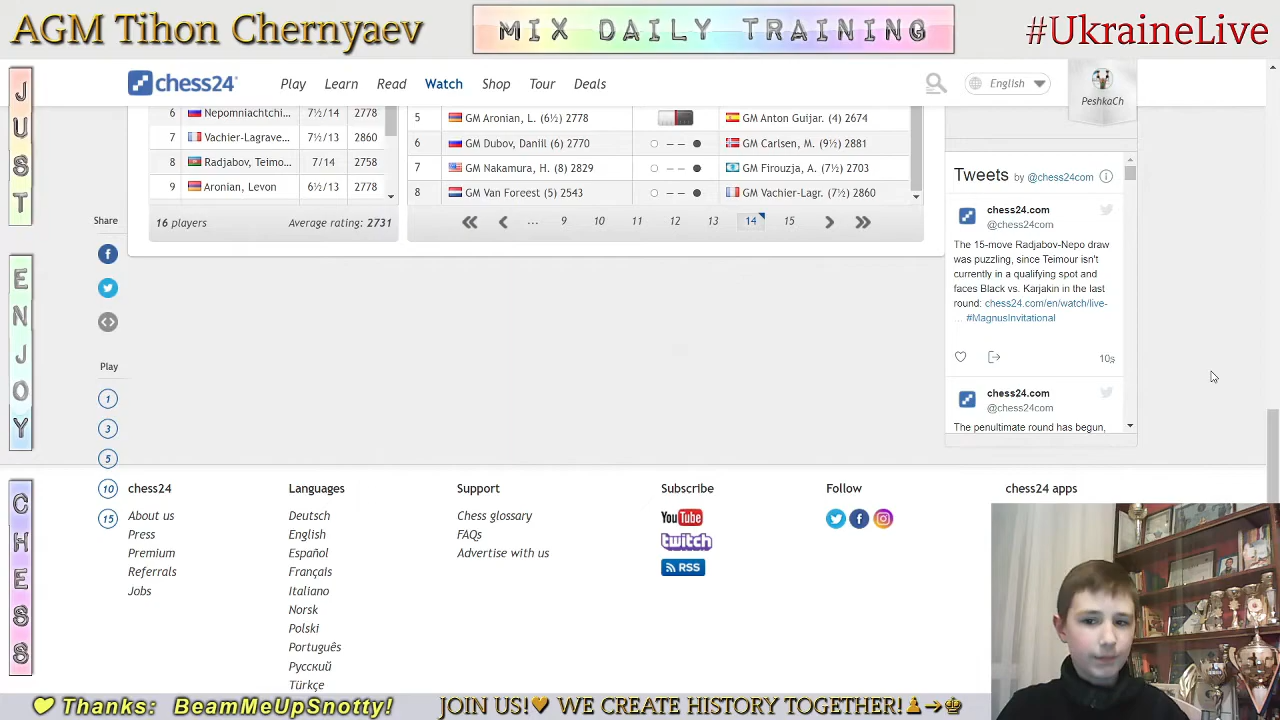 AGM Tihon Chernyaev
MIX DAILY TRAINING
#UkraineLive
JUST
ENJOY
CHESS
chess24
Play Learn Read Watch Shop Tour Deals
English
PeshkaCh
6 Nepomniachtchi... 7½/14 2778
7 Vachier-Lagrave... 7½/13 2860
8 Radjabov, Teimo... 7/14 2758
9 Aronian, Levon 6½/13 2778
16 players Average rating: 2731
5 GM Aronian, L. (6½) 2778 GM Anton Guijar. (4) 2674
6 GM Dubov, Daniil (6) 2770 – – GM Carlsen, M. (9½) 2881
7 GM Nakamura, H. (8) 2829 – – GM Firouzja, A. (7½) 2703
8 GM Van Foreest (5) 2543 – – GM Vachier-Lagr. (7½) 2860
... 9 10 11 12 13 14 15
Tweets by @chess24com
chess24.com
@chess24com
The 15-move Radjabov-Nepo draw
was puzzling, since Teimour isn't
currently in a qualifying spot and
faces Black vs. Karjakin in the last
round: chess24.com/en/watch/live-
... #MagnusInvitational
10s
chess24.com
@chess24com
The penultimate round has begun,
Share
Play
1
3
5
10
15
chess24
About us
Press
Premium
Referrals
Jobs
Languages
Deutsch
English
Español
Français
Italiano
Norsk
Polski
Português
Русский
Türkçe
Support
Chess glossary
FAQs
Advertise with us
Subscribe
YouTube
twitch
RSS
Follow
chess24 apps
Thanks: BeamMeUpSnotty!
JOIN US! WE CREATE HISTORY TOGETHER!